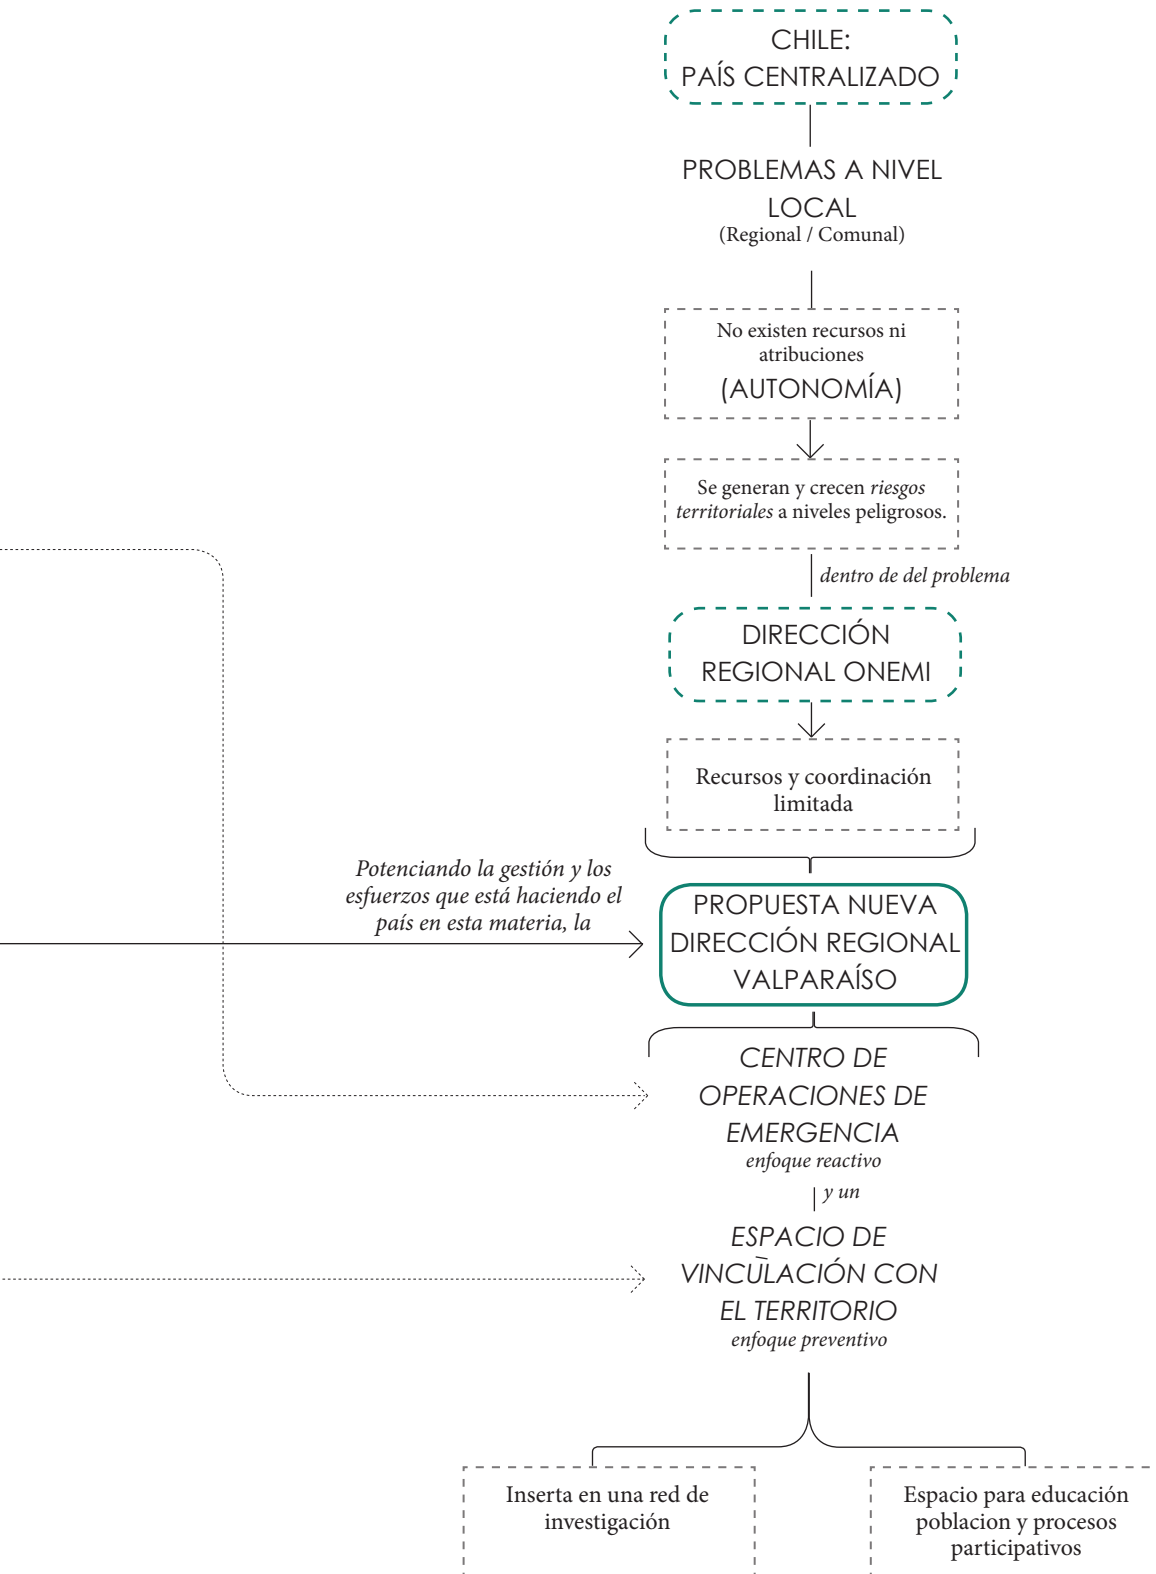 CHILE:
PAÍS CENTRALIZADO
PROBLEMAS A NIVEL
LOCAL
(Regional / Comunal)
No existen recursos ni
atribuciones
(AUTONOMÍA)
Se generan y crecen riesgos
territoriales a niveles peligrosos.
dentro de del problema
DIRECCIÓN
REGIONAL ONEMI
Recursos y coordinación
limitada
Potenciando la gestión y los
esfuerzos que está haciendo el
país en esta materia, la
PROPUESTA NUEVA
DIRECCIÓN REGIONAL
VALPARAÍSO
CENTRO DE
OPERACIONES DE
EMERGENCIA
enfoque reactivo
y un
ESPACIO DE
VINCULACIÓN CON
EL TERRITORIO
enfoque preventivo
Inserta en una red de
investigación
Espacio para educación
poblacion y procesos
participativos